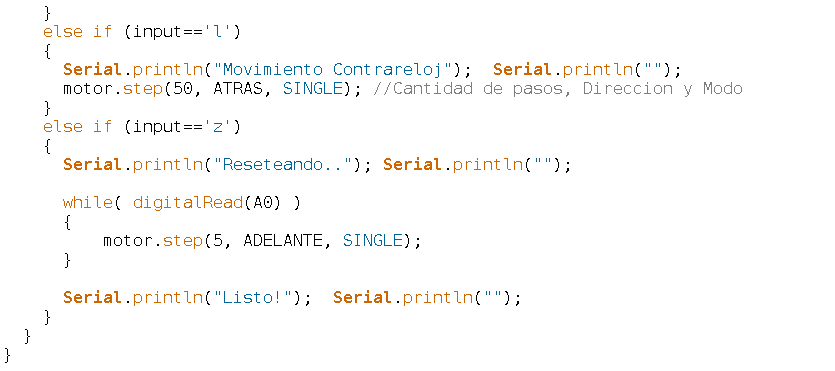 }
else if (input=='l')
{
Serial.println("Movimiento Contrareloj");  Serial.println("");
motor.step(50, ATRAS, SINGLE); //Cantidad de pasos, Direccion y Modo
}
else if (input=='z')
{
Serial.println("Reseteando.."); Serial.println("");
while( digitalRead(A0) )
{
motor.step(5, ADELANTE, SINGLE);
}
Serial.println("Listo!");  Serial.println("");
}
}
}